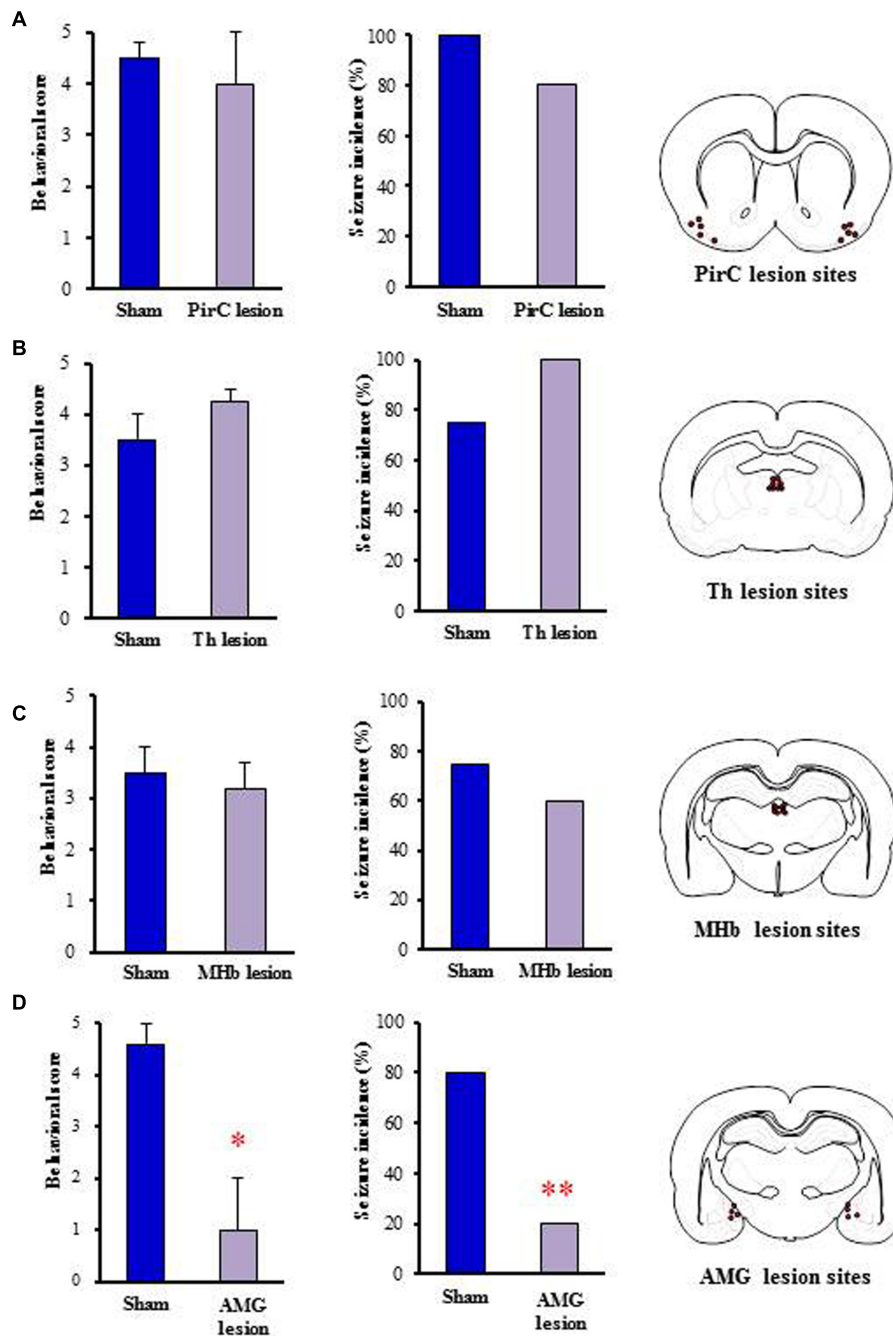 A
Behavioral score
5
4
3
2
1
0
Sham
PirC lesion
Seizure incidence (%)
100
80
60
40
20
0
Sham
PirC lesion
PirC lesion sites
B
Behavioral score
5
4
3
2
1
0
Sham
Th lesion
Seizure incidence (%)
100
80
60
40
20
0
Sham
Th lesion
Th lesion sites
C
Behavioral score
5
4
3
2
1
0
Sham
MHb lesion
Seizure incidence (%)
100
80
60
40
20
0
Sham
MHb lesion
MHb lesion sites
D
Behavioral score
5
4
3
2
1
0
*
Sham
AMG
lesion
Seizure incidence (%)
100
80
60
40
20
0
**
Sham
AMG
lesion
AMG lesion sites